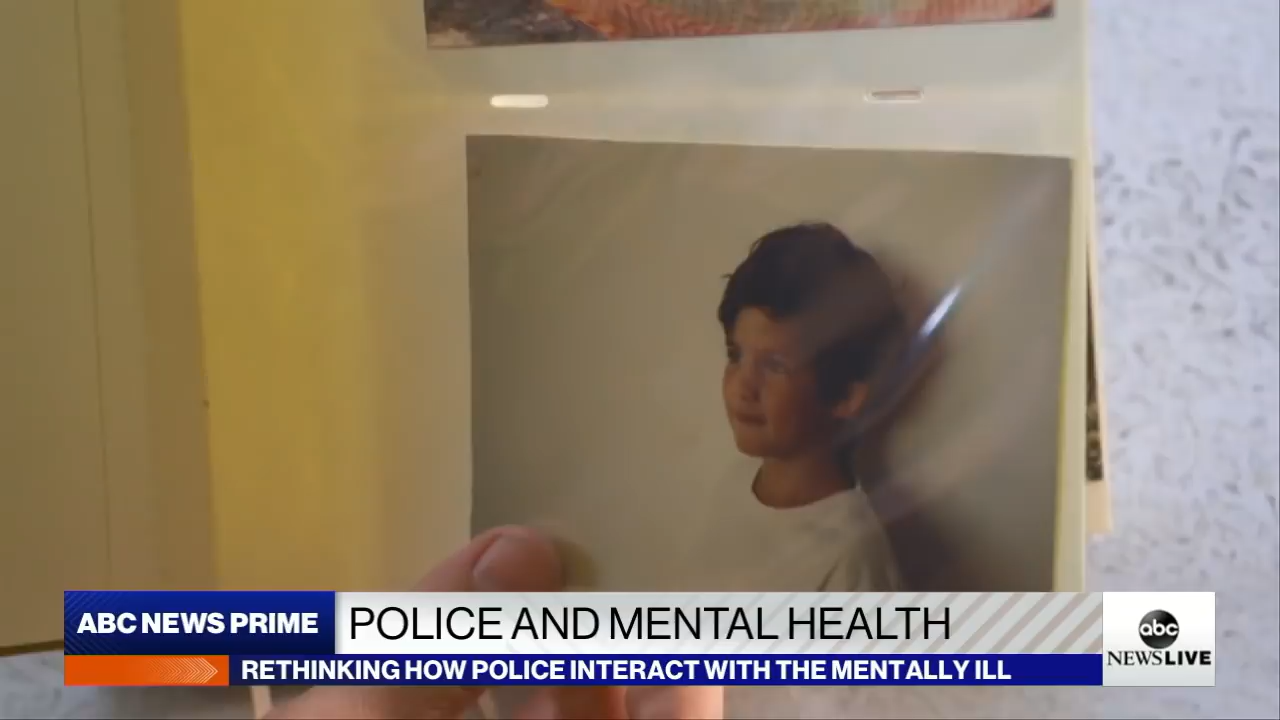 ABC NEWS PRIME
POLICE AND MENTAL HEALTH
RETHINKING HOW POLICE INTERACT WITH THE MENTALLY ILL
abc
NEWS LIVE